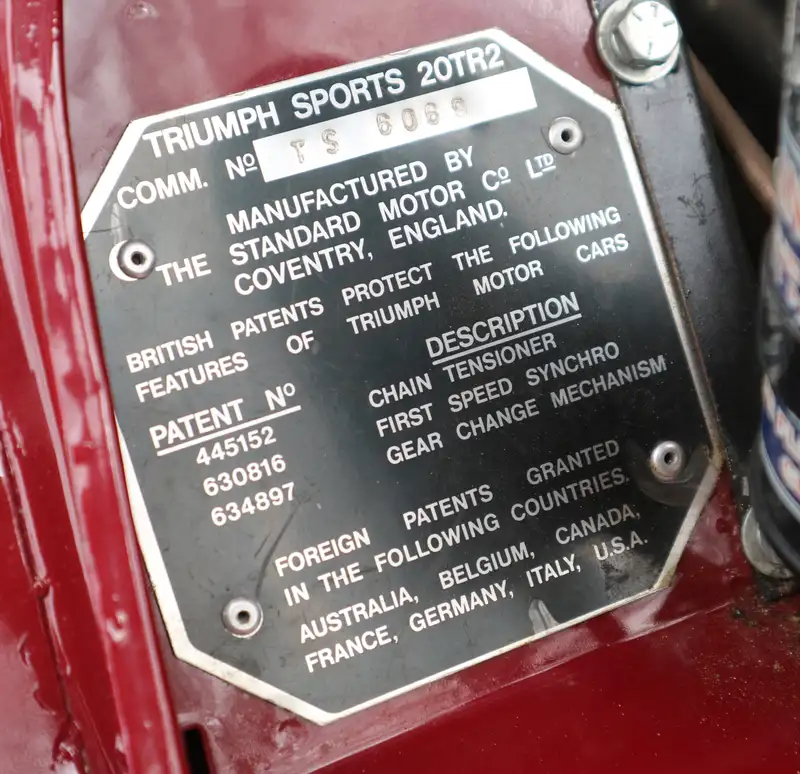 TRIUMPH SPORTS 20TR2
COMM. Nº TS 6069
MANUFACTURED BY
THE STANDARD MOTOR Cº LTD
COVENTRY, ENGLAND.
BRITISH PATENTS PROTECT THE FOLLOWING
FEATURES OF TRIUMPH MOTOR CARS
PATENT Nº DESCRIPTION
445152 CHAIN TENSIONER
630816 FIRST SPEED SYNCHRO
634897 GEAR CHANGE MECHANISM
FOREIGN PATENTS GRANTED
IN THE FOLLOWING COUNTRIES.
AUSTRALIA, BELGIUM, CANADA,
FRANCE, GERMANY, ITALY, U.S.A.